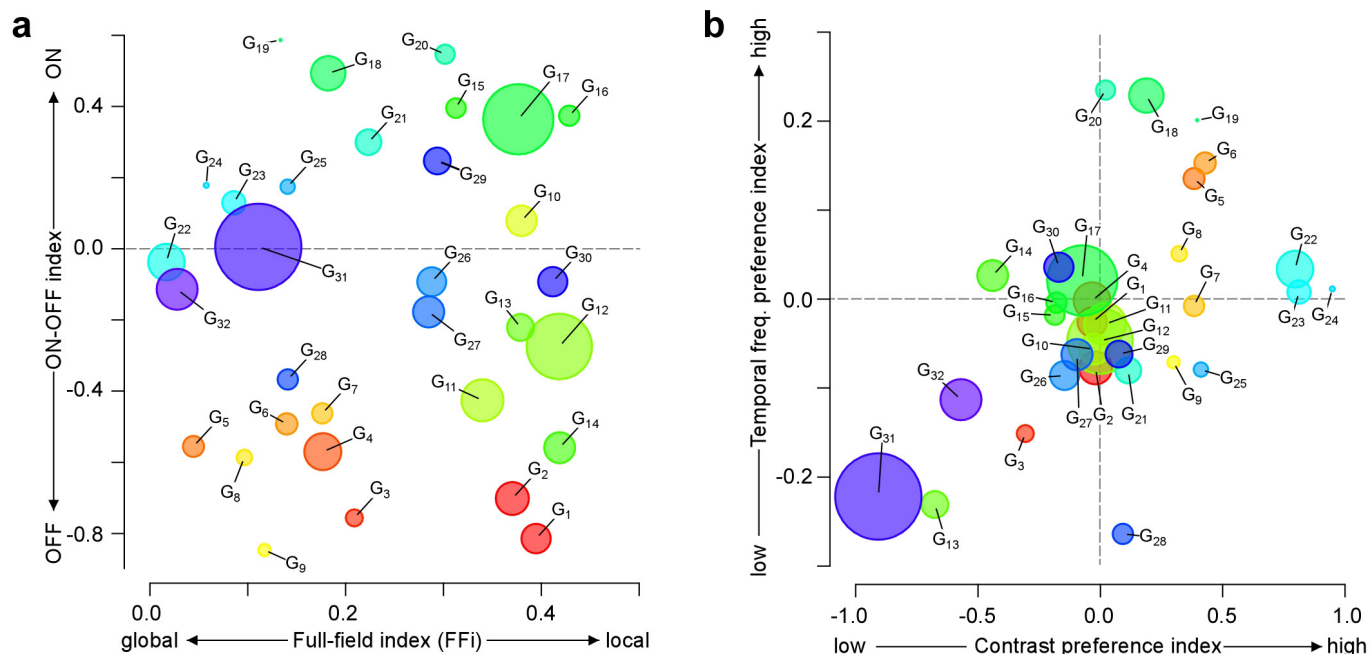 a
OFF ON-OFF index ON
0.4
0.0
-0.4
-0.8
G19
G18
G20
G17
G15
G16
G21
G24
G23
G25
G29
G22
G10
G31
G26
G30
G32
G13
G12
G27
G28
G7
G11
G6
G5
G4
G14
G8
G3
G2
G1
G9
0.0 0.2 0.4
global Full-field index (FFi) local
b
low Temporal freq. preference index high
0.2
0.0
-0.2
G20
G18
G19
G6
G5
G30
G17
G8
G22
G14
G4
G7
G1
G16
G11
G15
G12
G23
G24
G10
G29
G32
G26
G25
G9
G27
G2
G21
G31
G3
G13
G28
-1.0 -0.5 0.0 0.5 1.0
low Contrast preference index high